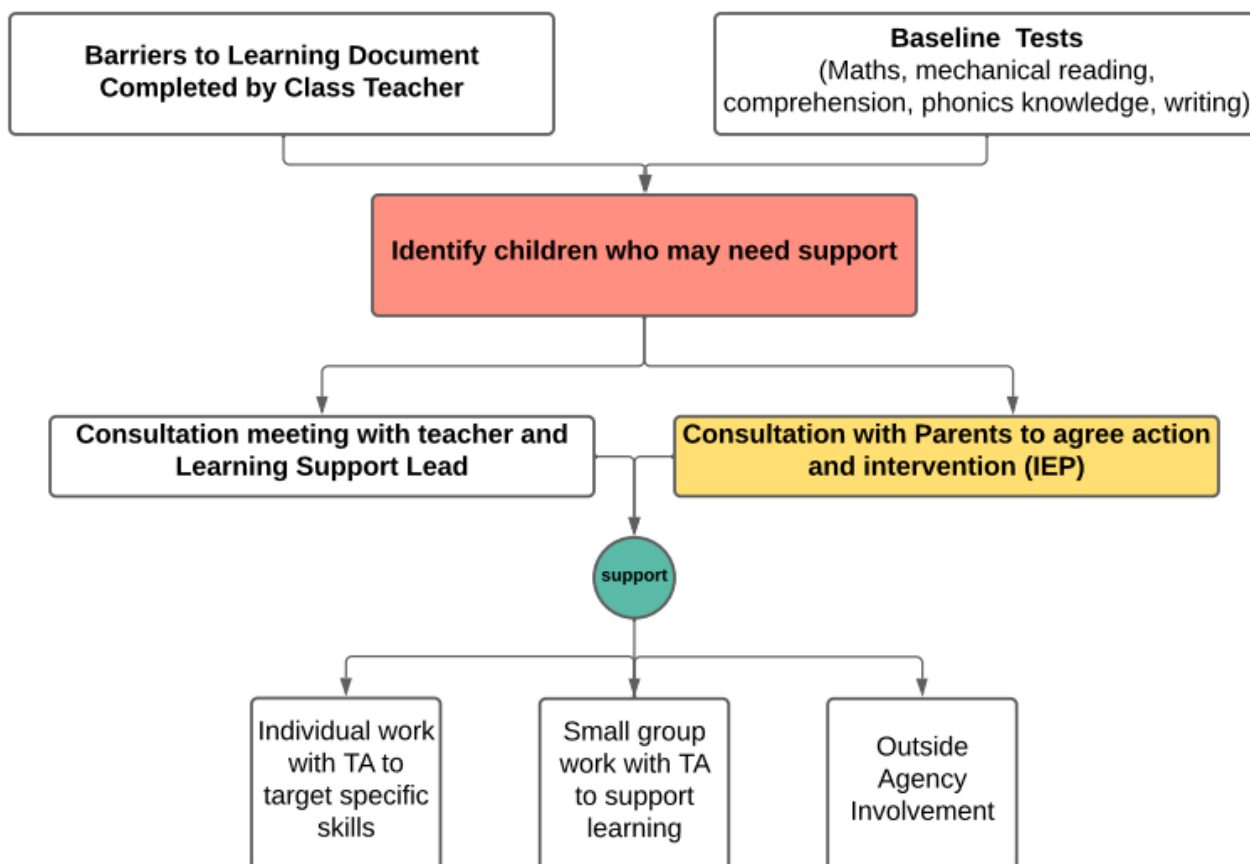 Barriers to Learning Document
Completed by Class Teacher
Baseline Tests
(Maths, mechanical reading,
comprehension, phonics knowledge, writing)
Identify children who may need support
Consultation meeting with teacher and
Learning Support Lead
Consultation with Parents to agree action
and intervention (IEP)
support
Individual work
with TA to
target specific
skills
Small group
work with TA
to support
learning
Outside
Agency
Involvement